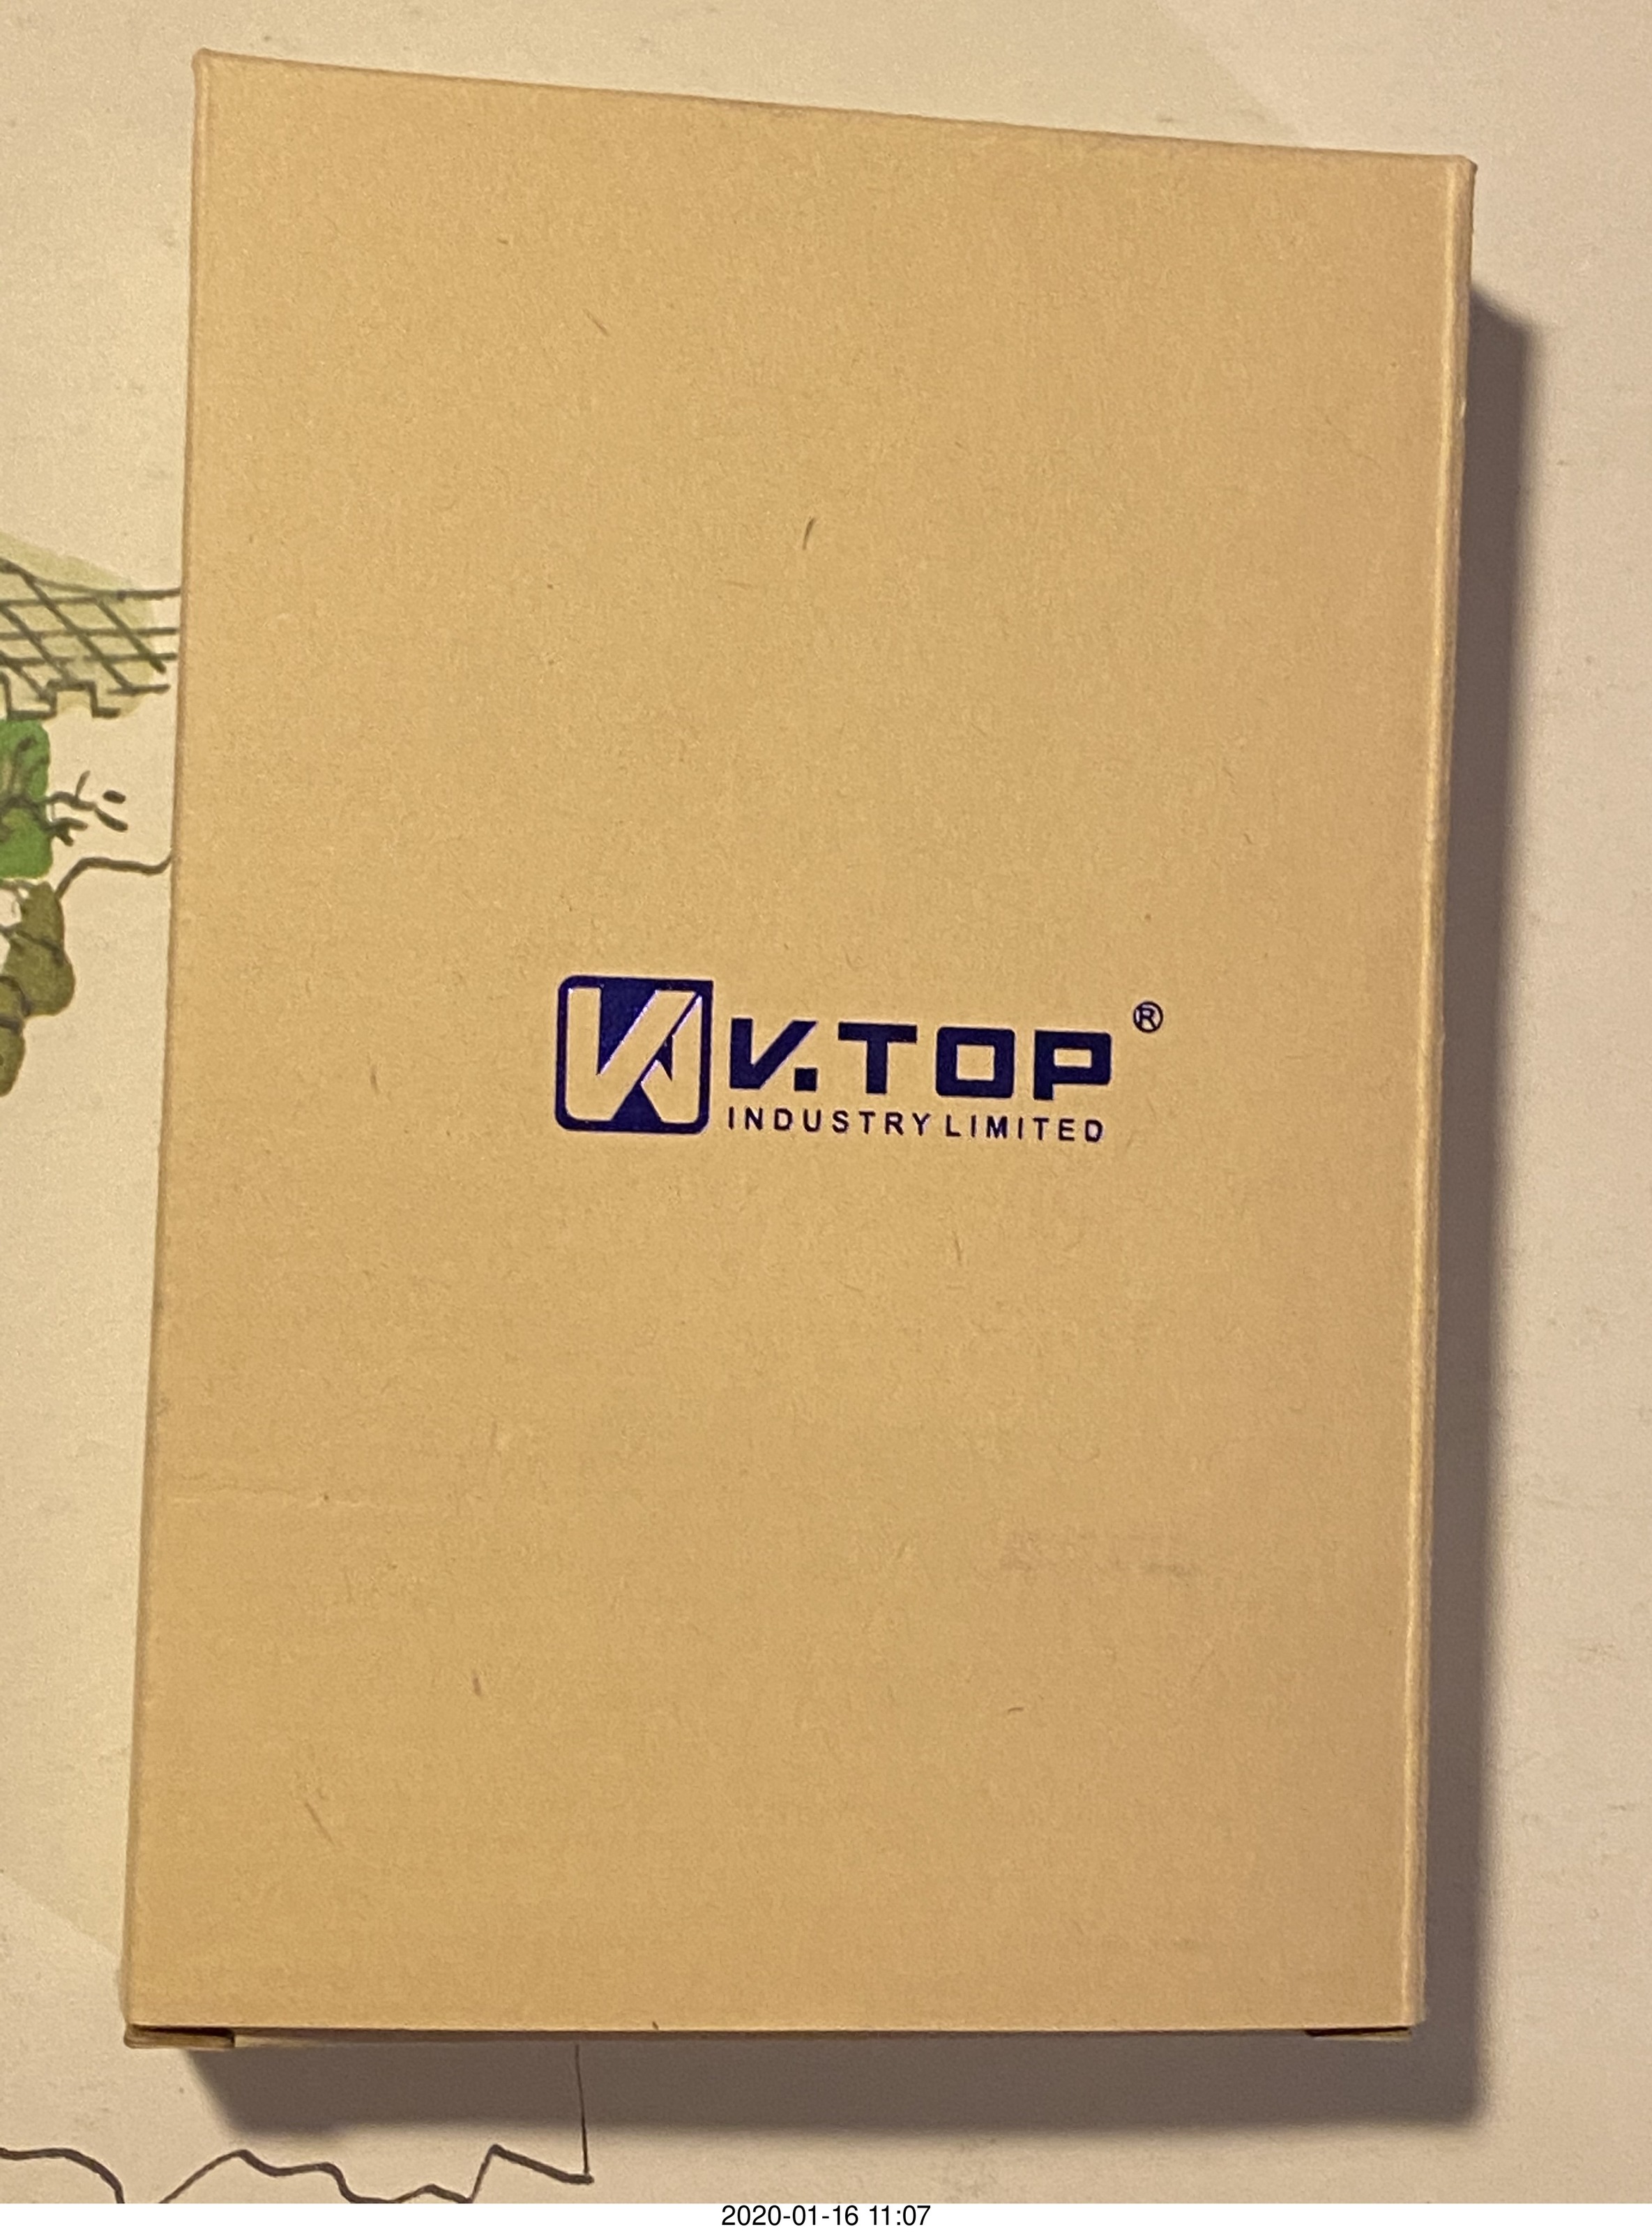 V.TOP ®
INDUSTRY LIMITED
2020-01-16 11:07